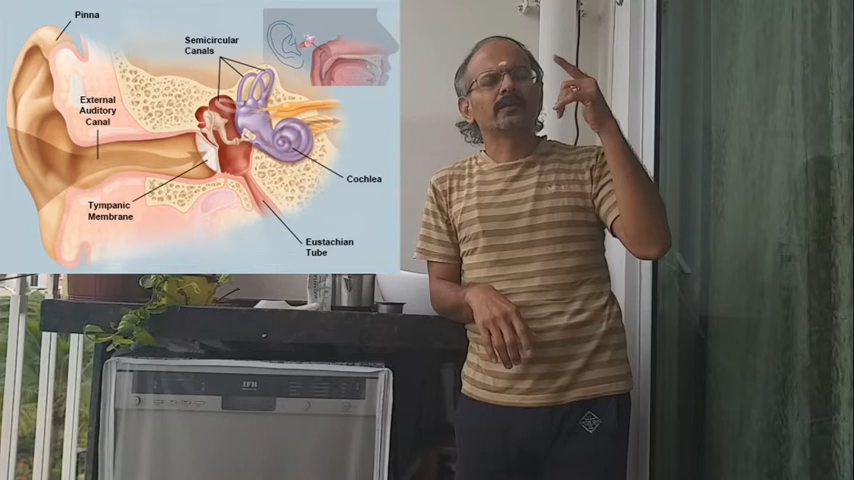 Pinna
Semicircular
Canals
External
Auditory
Canal
Cochlea
Tympanic
Membrane
Eustachian
Tube
IFB